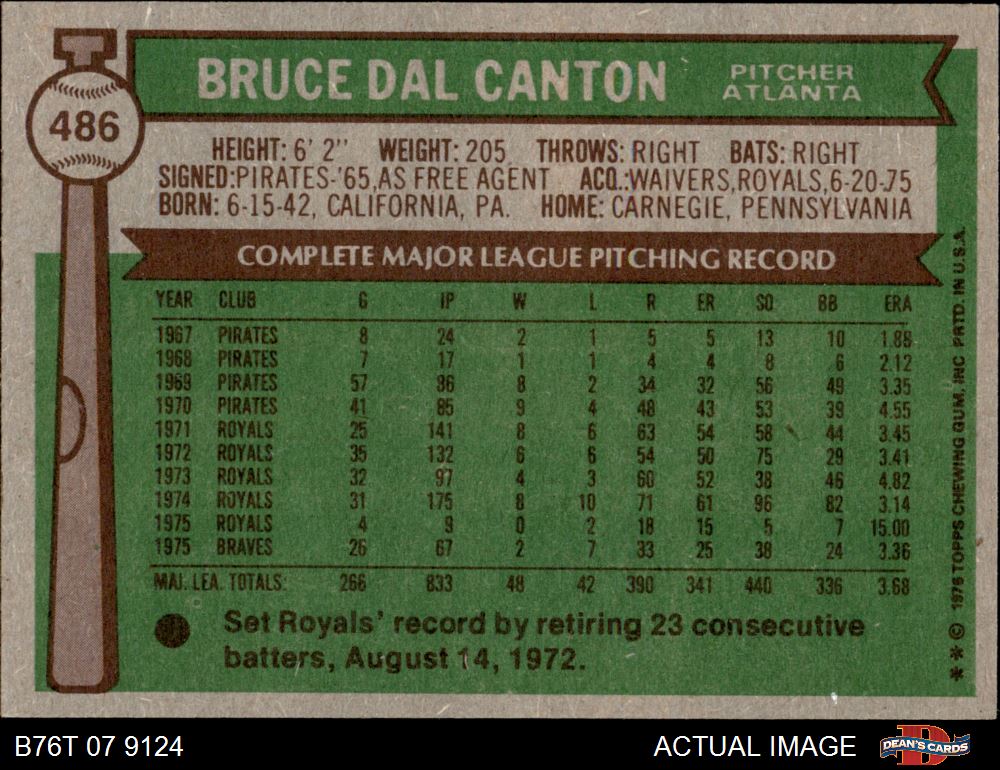 486
BRUCE DAL CANTON PITCHER
ATLANTA
HEIGHT: 6' 2" WEIGHT: 205 THROWS: RIGHT BATS: RIGHT
SIGNED:PIRATES-'65,AS FREE AGENT ACQ.:WAIVERS,ROYALS,6-20-75
BORN: 6-15-42, CALIFORNIA, PA. HOME: CARNEGIE, PENNSYLVANIA
COMPLETE MAJOR LEAGUE PITCHING RECORD
YEAR CLUB G IP W L R ER SO BB ERA
1967 PIRATES 8 24 2 1 5 5 13 10 1.88
1968 PIRATES 7 17 1 1 4 4 8 6 2.12
1969 PIRATES 57 86 8 2 34 32 56 49 3.35
1970 PIRATES 41 85 9 4 48 43 53 39 4.55
1971 ROYALS 25 141 8 6 63 54 58 44 3.45
1972 ROYALS 35 132 6 6 54 50 75 29 3.41
1973 ROYALS 32 97 4 3 60 52 38 46 4.82
1974 ROYALS 31 175 8 10 71 61 96 82 3.14
1975 ROYALS 4 9 0 2 18 15 5 7 15.00
1975 BRAVES 26 67 2 7 33 25 38 24 3.36
MAJ. LEA. TOTALS: 266 833 48 42 390 341 440 336 3.68
Set Royals' record by retiring 23 consecutive
batters, August 14, 1972.
** © 1976 TOPPS CHEWING GUM, INC PRTD. IN U.S.A.
B76T 07 9124 ACTUAL IMAGE D DEAN'S CARDS